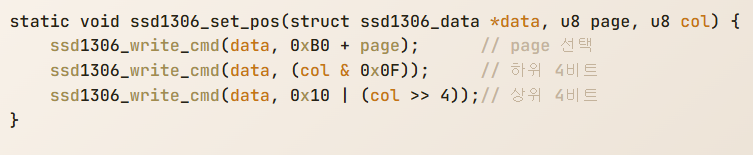 static void ssd1306_set_pos(struct ssd1306_data *data, u8 page, u8 col) {
    ssd1306_write_cmd(data, 0xB0 + page);      // page 선택
    ssd1306_write_cmd(data, (col & 0x0F));     // 하위 4비트
    ssd1306_write_cmd(data, 0x10 | (col >> 4));// 상위 4비트
}